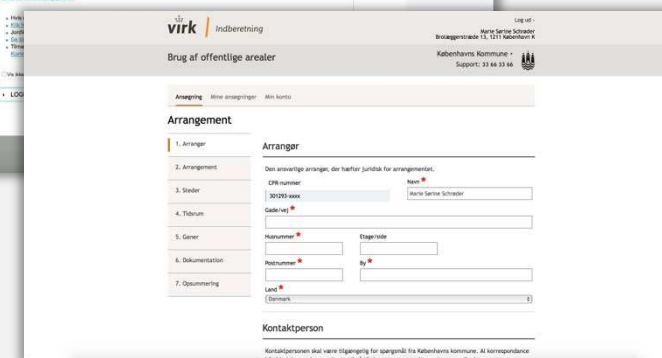 virk Indberetning
Log ud
Marie Sørine Schrøder
Brolæggerstræde 13, 1211 København K
Brug af offentlige arealer
Københavns Kommune
Support: 33 66 33 66
Ansøgning Mine ansøgninger Min konto
Arrangement
1. Arrangør
2. Arrangement
3. Steder
4. Tidsrum
5. Gener
6. Dokumentation
7. Opsummering
Arrangør
Den ansvarlige arrangør, der hæfter juridisk for arrangementet.
CPR-nummer Navn *
301293-xxxx Marie Sørine Schrøder
Gade/vej *
Husnummer * Etage/side
Postnummer * By *
Land *
Danmark
Kontaktperson
Kontaktpersonen skal være tilgængelig for spørgsmål fra Københavns kommune. Al korrespondance